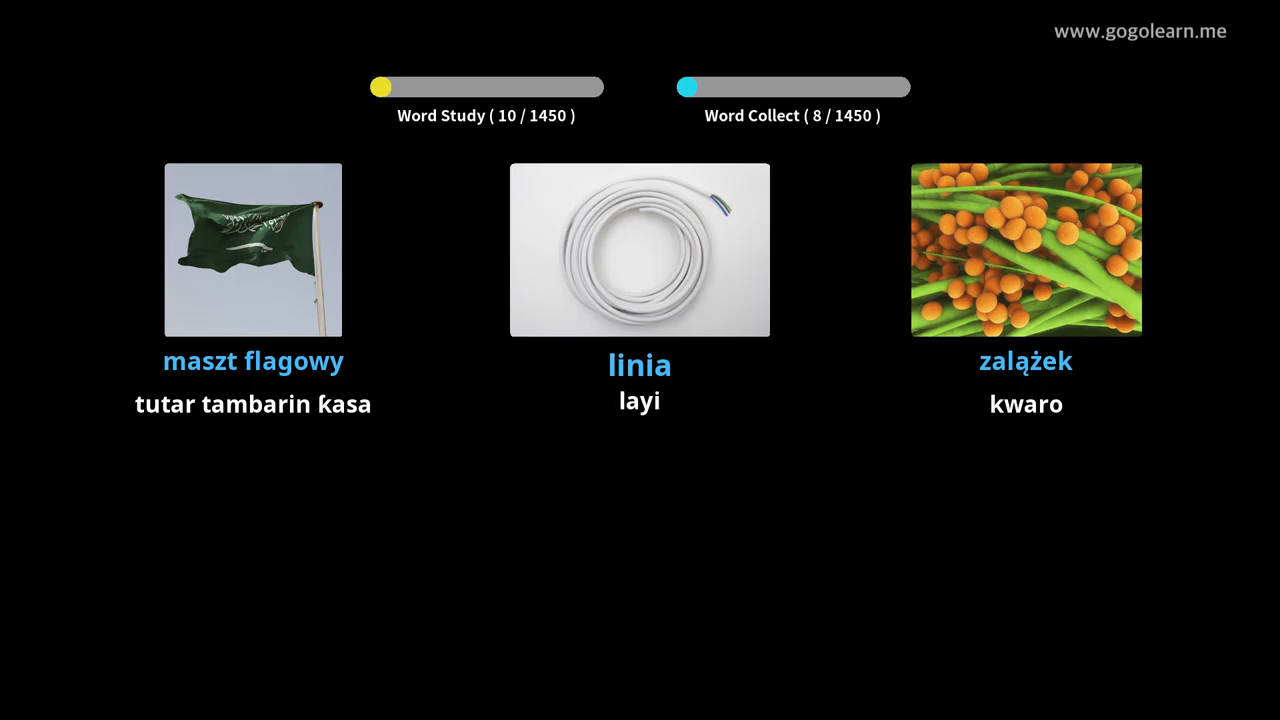 www.gogolearn.me
Word Study ( 10 / 1450 )
Word Collect ( 8 / 1450 )
maszt flagowy
linia
zalążek
tutar tambarin ƙasa
layi
kwaro